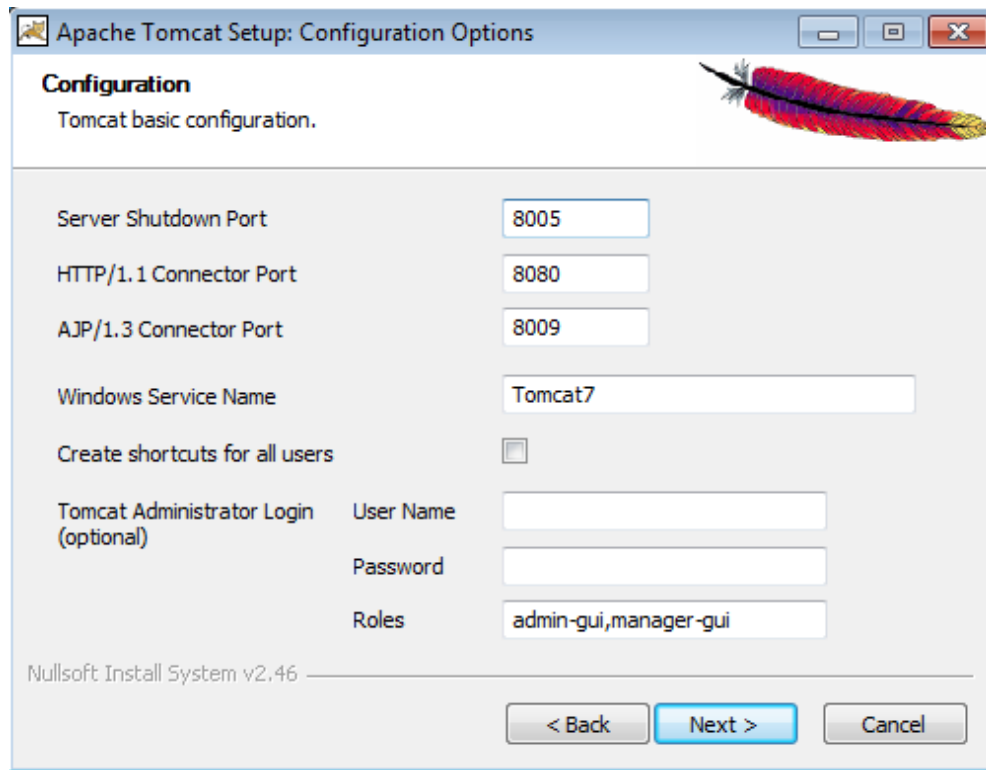 Apache Tomcat Setup: Configuration Options
Configuration
Tomcat basic configuration.
Server Shutdown Port 8005
HTTP/1.1 Connector Port 8080
AJP/1.3 Connector Port 8009
Windows Service Name Tomcat7
Create shortcuts for all users
Tomcat Administrator Login User Name
(optional)
Password
Roles admin-gui,manager-gui
Nullsoft Install System v2.46
< Back Next > Cancel